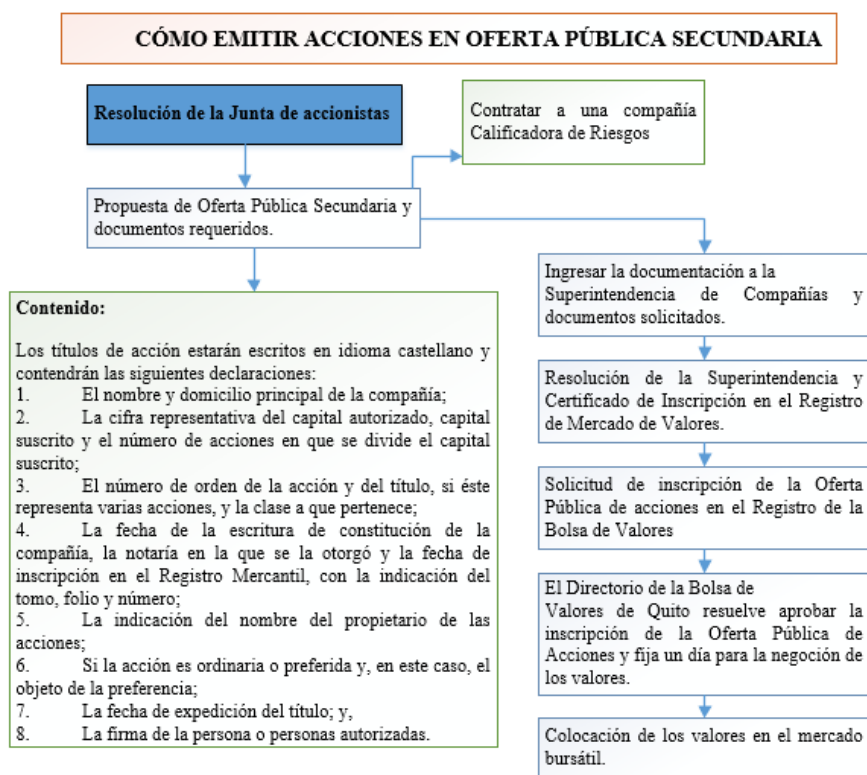 CÓMO EMITIR ACCIONES EN OFERTA PÚBLICA SECUNDARIA
Resolución de la Junta de accionistas
Contratar a una compañía
Calificadora de Riesgos
Propuesta de Oferta Pública Secundaria y
documentos requeridos.
Contenido:
Los títulos de acción estarán escritos en idioma castellano y
contendrán las siguientes declaraciones:
1. El nombre y domicilio principal de la compañía;
2. La cifra representativa del capital autorizado, capital
suscrito y el número de acciones en que se divide el capital
suscrito;
3. El número de orden de la acción y del título, si éste
representa varias acciones, y la clase a que pertenece;
4. La fecha de la escritura de constitución de la
compañía, la notaría en la que se la otorgó y la fecha de
inscripción en el Registro Mercantil, con la indicación del
tomo, folio y número;
5. La indicación del nombre del propietario de las
acciones;
6. Si la acción es ordinaria o preferida y, en este caso, el
objeto de la preferencia;
7. La fecha de expedición del título; y,
8. La firma de la persona o personas autorizadas.
Ingresar la documentación a la
Superintendencia de Compañías y
documentos solicitados.
Resolución de la Superintendencia y
Certificado de Inscripción en el Registro
de Mercado de Valores.
Solicitud de inscripción de la Oferta
Pública de acciones en el Registro de la
Bolsa de Valores
El Directorio de la Bolsa de
Valores de Quito resuelve aprobar la
inscripción de la Oferta Pública de
Acciones y fija un día para la negoción de
los valores.
Colocación de los valores en el mercado
bursátil.